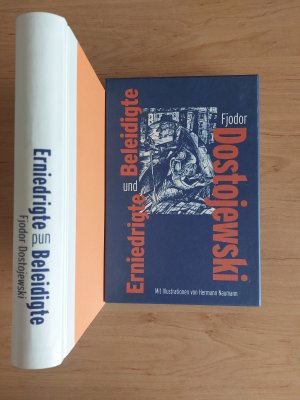 Erniedrigte
und
Beleidigte
Fjodor Dostojewski
Erniedrigte
und Beleidigte
Fjodor
Dostojewski
Mit Illustrationen von Hermann Naumann